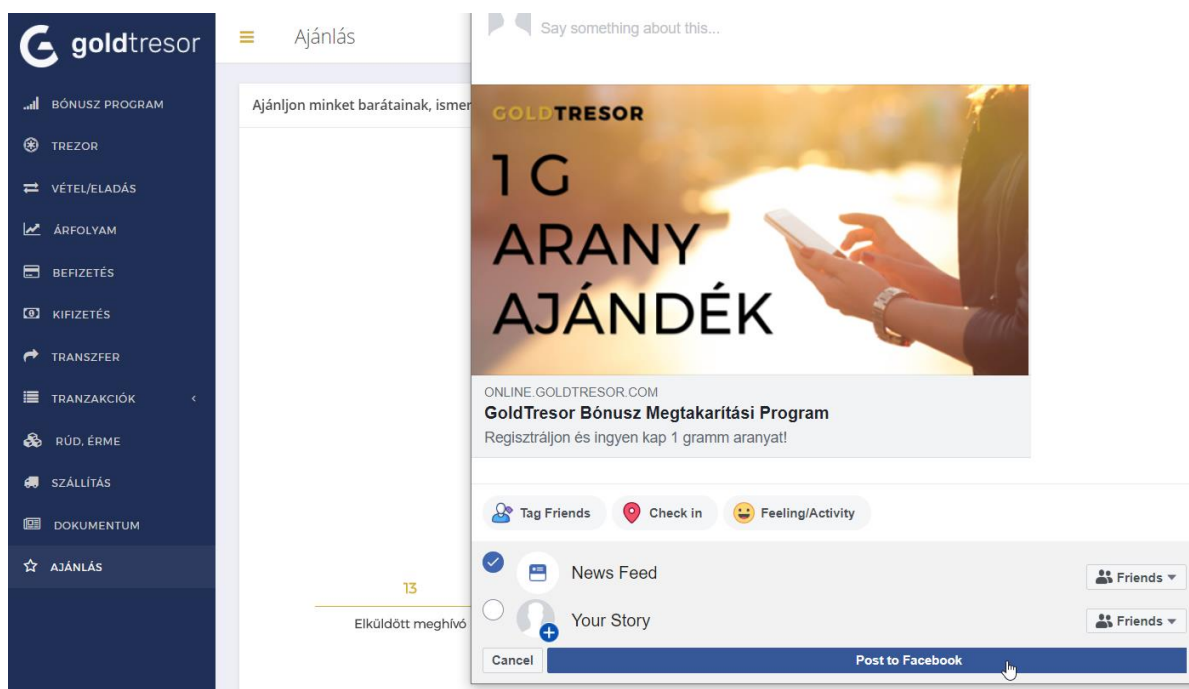 goldtresor
BÓNUSZ PROGRAM
TREZOR
VÉTEL/ELADÁS
ÁRFOLYAM
BEFIZETÉS
KIFIZETÉS
TRANSZFER
TRANZAKCIÓK
RÚD, ÉRME
SZÁLLÍTÁS
DOKUMENTUM
AJÁNLÁS
Ajánlás
Ajánljon minket barátainak, ismer
13
Elküldött meghívó
Say something about this...
GOLDTRESOR
1 G
ARANY
AJÁNDÉK
ONLINE.GOLDTRESOR.COM
GoldTresor Bónusz Megtakarítási Program
Regisztráljon és ingyen kap 1 gramm aranyat!
Tag Friends Check in Feeling/Activity
News Feed Friends
Your Story Friends
Cancel Post to Facebook